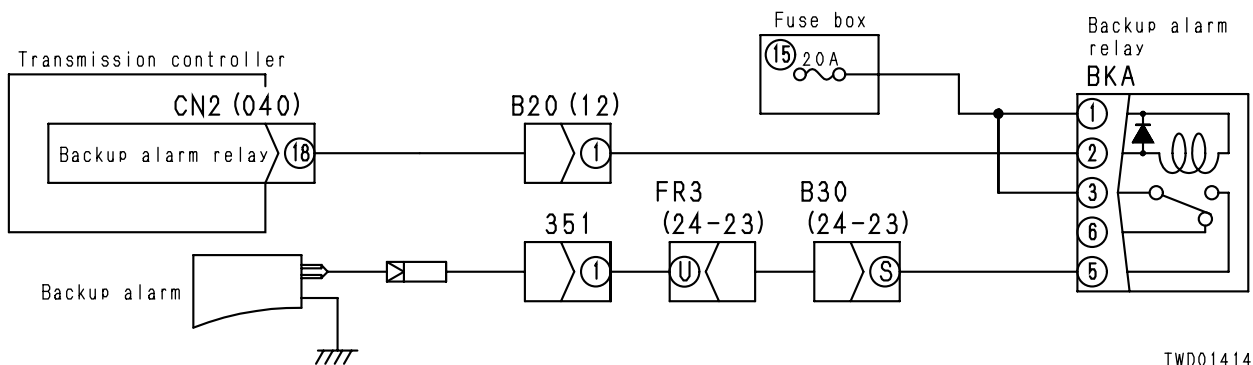 Fuse box
Backup alarm
relay
Transmission controller
15
20A
BKA
CN2 (040)
B20 (12)
1
Backup alarm relay
18
1
2
FR3
B30
3
351
(24-23)
(24-23)
6
1
U
S
5
Backup alarm
TWD01414